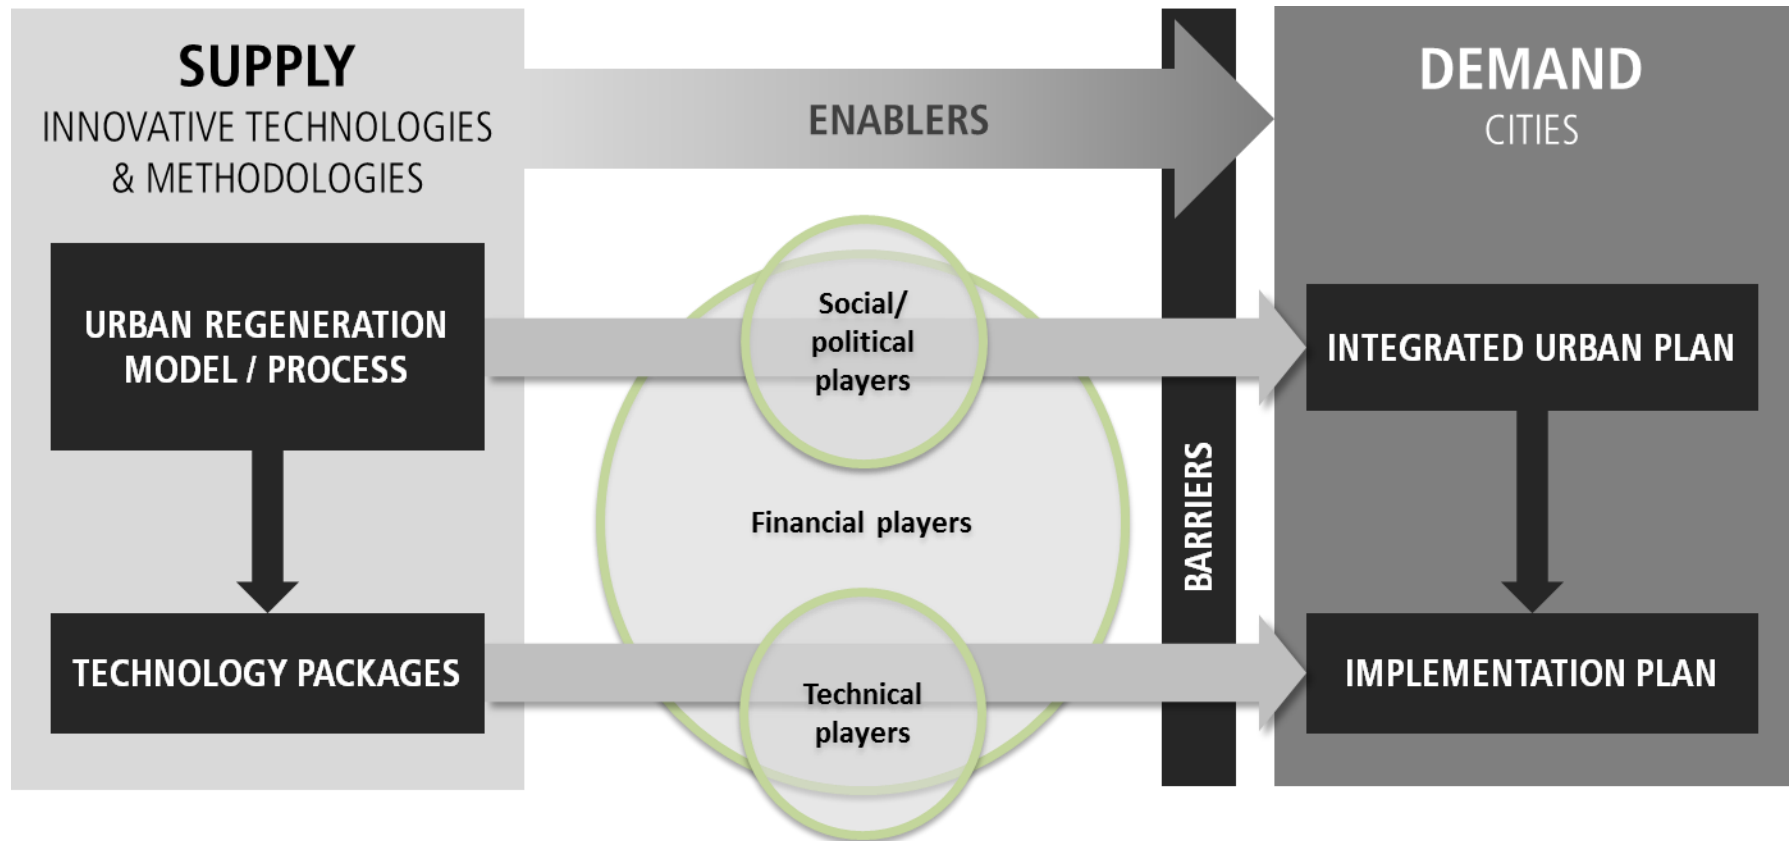 SUPPLY
INNOVATIVE TECHNOLOGIES
& METHODOLOGIES
URBAN REGENERATION
MODEL / PROCESS
TECHNOLOGY PACKAGES
ENABLERS
Social/
political
players
Financial players
Technical
players
BARRIERS
DEMAND
CITIES
INTEGRATED URBAN PLAN
IMPLEMENTATION PLAN